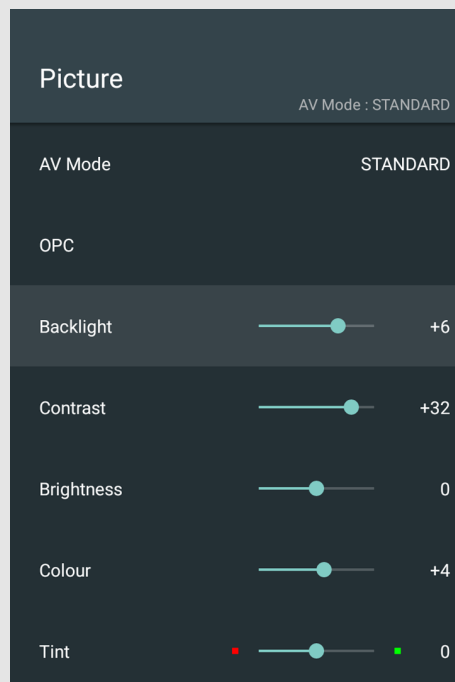 Picture
AV Mode : STANDARD
AV Mode STANDARD
OPC
Backlight +6
Contrast +32
Brightness 0
Colour +4
Tint 0